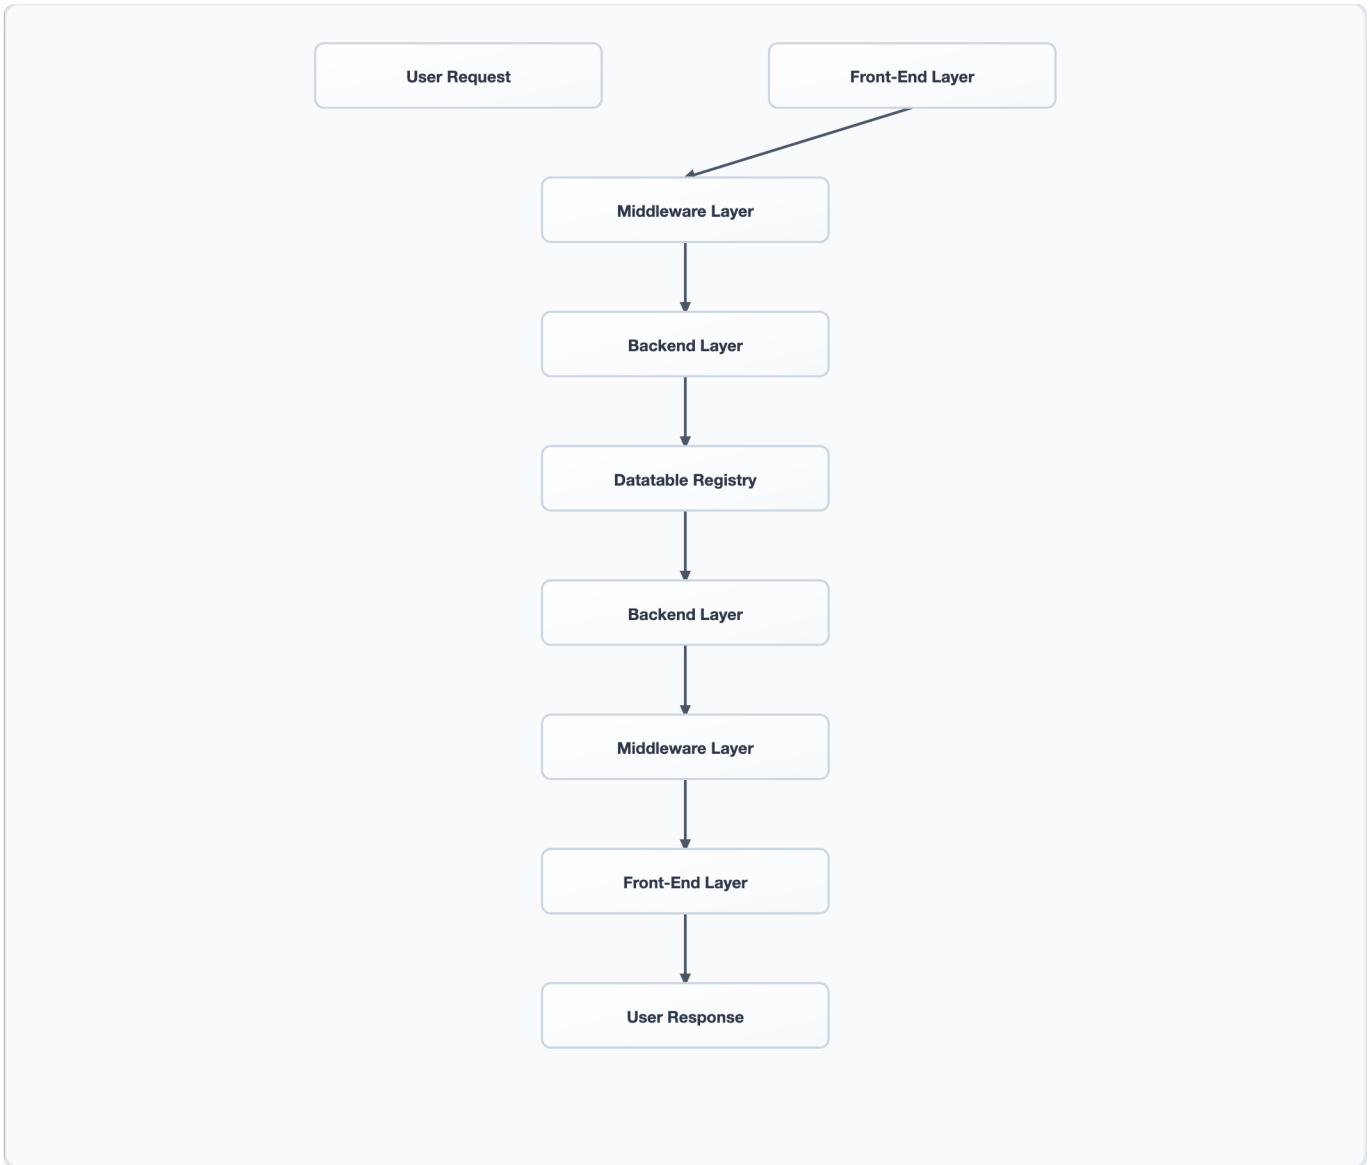 User Request
Front-End Layer
Middleware Layer
Backend Layer
Datatable Registry
Backend Layer
Middleware Layer
Front-End Layer
User Response